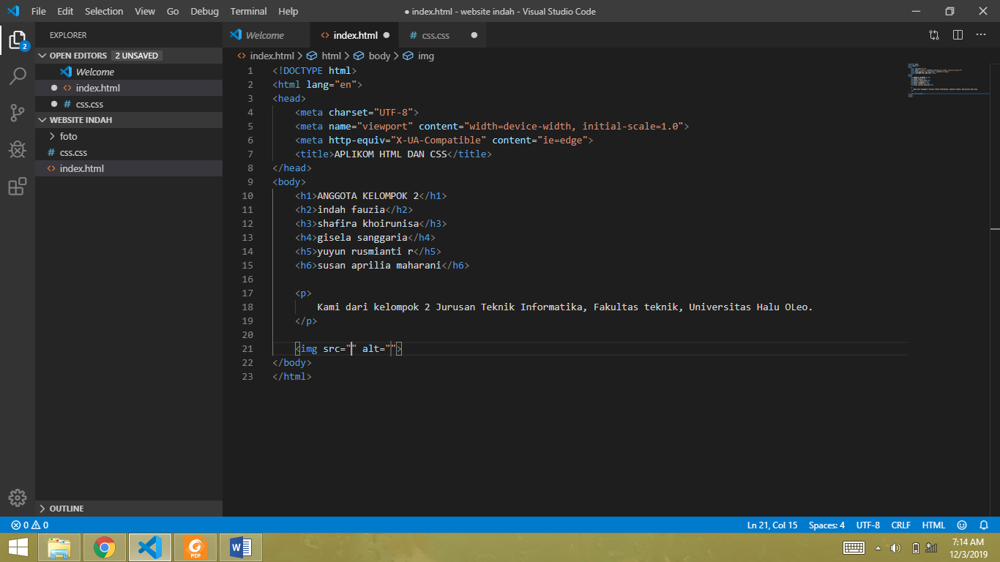 File Edit Selection View Go Debug Terminal Help
● index.html - website indah - Visual Studio Code
EXPLORER
OPEN EDITORS 2 UNSAVED
Welcome
index.html
css.css
WEBSITE INDAH
foto
css.css
index.html
OUTLINE
2
Welcome index.html css.css
index.html > html > body > img
1 <!DOCTYPE html>
2 <html lang="en">
3 <head>
4 <meta charset="UTF-8">
5 <meta name="viewport" content="width=device-width, initial-scale=1.0">
6 <meta http-equiv="X-UA-Compatible" content="ie=edge">
7 <title>APLIKOM HTML DAN CSS</title>
8 </head>
9 <body>
10 <h1>ANGGOTA KELOMPOK 2</h1>
11 <h2>indah fauzia</h2>
12 <h3>shafira khoirunisa</h3>
13 <h4>gisela sanggaria</h4>
14 <h5>yuyun rusmianti r</h5>
15 <h6>susan aprilia maharani</h6>
16
17 <p>
18 Kami dari kelompok 2 Jurusan Teknik Informatika, Fakultas teknik, Universitas Halu OLeo.
19 </p>
20
21 <img src="" alt="">
22 </body>
23 </html>
0 0 Ln 21, Col 15 Spaces: 4 UTF-8 CRLF HTML
PDF
7:14 AM
12/3/2019